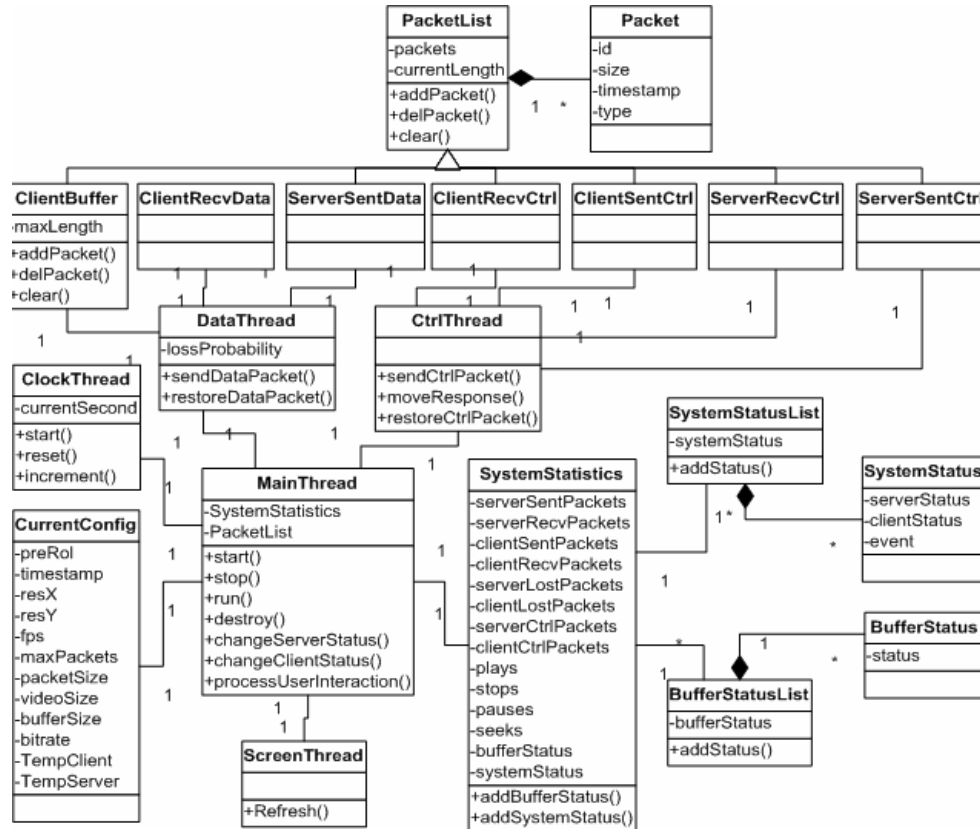 PacketList
-packets
-currentLength
+addPacket()
+delPacket()
+clear()
Packet
-id
-size
-timestamp
-type
1 *
ClientBuffer
-maxLength
+addPacket()
+delPacket()
+clear()
ClientRecvData
ServerSentData
ClientRecvCtrl
ClientSentCtrl
ServerRecvCtrl
ServerSentCtrl
1 1 1 1
1 1 1 1 1 1
DataThread
-lossProbability
+sendDataPacket()
+restoreDataPacket()
CtrlThread
+sendCtrlPacket()
+moveResponse()
+restoreCtrlPacket()
1 1 1
ClockThread
-currentSecond
+start()
+reset()
+increment()
1 1 1 1
1
MainThread
-SystemStatistics
-PacketList
+start()
+stop()
+run()
+destroy()
+changeServerStatus()
+changeClientStatus()
+processUserInteraction()
SystemStatistics
-serverSentPackets
-serverRecvPackets
-clientSentPackets
-clientRecvPackets
-serverLostPackets
-clientLostPackets
-serverCtrlPackets
-clientCtrlPackets
-plays
-stops
-pauses
-seeks
-bufferStatus
-systemStatus
+addBufferStatus()
+addSystemStatus()
SystemStatusList
-systemStatus
+addStatus()
SystemStatus
-serverStatus
-clientStatus
-event
1 *
*
CurrentConfig
-preRol
-timestamp
-resX
-resY
-fps
-maxPackets
-packetSize
-videoSize
-bufferSize
-bitrate
-TempClient
-TempServer
1 1 1
1 1
1
BufferStatus
-status
* 1 *
1
BufferStatusList
-bufferStatus
+addStatus()
1
1
ScreenThread
+Refresh()